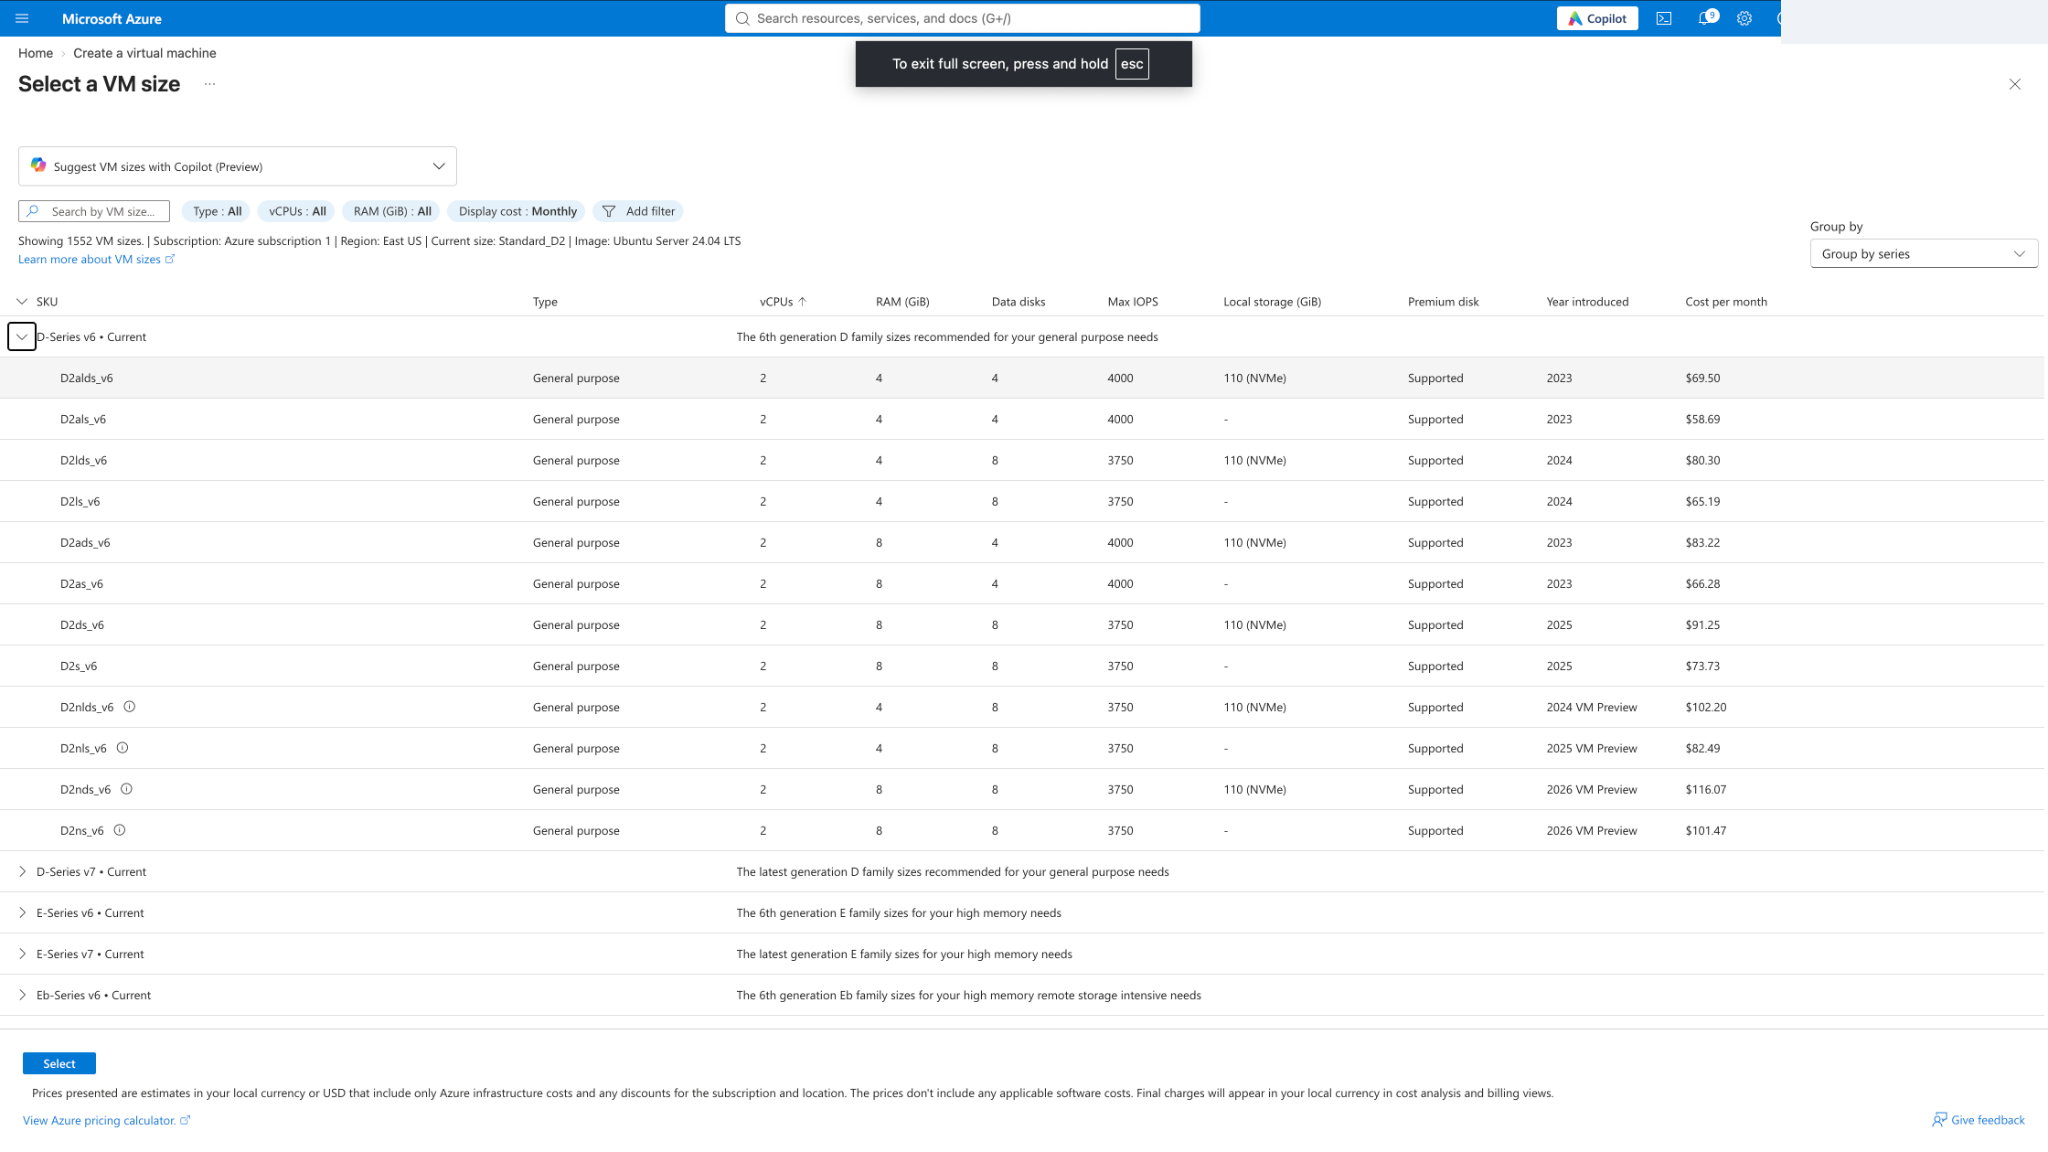 Microsoft Azure
Search resources, services, and docs (G+/)
Copilot
9
Home › Create a virtual machine
To exit full screen, press and hold esc
Select a VM size ···
Suggest VM sizes with Copilot (Preview)
Search by VM size... Type : All vCPUs : All RAM (GiB) : All Display cost : Monthly Add filter
Group by
Showing 1552 VM sizes. | Subscription: Azure subscription 1 | Region: East US | Current size: Standard_D2 | Image: Ubuntu Server 24.04 LTS
Group by series
Learn more about VM sizes
SKU Type vCPUs ↑ RAM (GiB) Data disks Max IOPS Local storage (GiB) Premium disk Year introduced Cost per month
D-Series v6 • Current The 6th generation D family sizes recommended for your general purpose needs
D2alds_v6 General purpose 2 4 4 4000 110 (NVMe) Supported 2023 $69.50
D2als_v6 General purpose 2 4 4 4000 - Supported 2023 $58.69
D2lds_v6 General purpose 2 4 8 3750 110 (NVMe) Supported 2024 $80.30
D2ls_v6 General purpose 2 4 8 3750 - Supported 2024 $65.19
D2ads_v6 General purpose 2 8 4 4000 110 (NVMe) Supported 2023 $83.22
D2as_v6 General purpose 2 8 4 4000 - Supported 2023 $66.28
D2ds_v6 General purpose 2 8 8 3750 110 (NVMe) Supported 2025 $91.25
D2s_v6 General purpose 2 8 8 3750 - Supported 2025 $73.73
D2nlds_v6 General purpose 2 4 8 3750 110 (NVMe) Supported 2024 VM Preview $102.20
D2nls_v6 General purpose 2 4 8 3750 - Supported 2025 VM Preview $82.49
D2nds_v6 General purpose 2 8 8 3750 110 (NVMe) Supported 2026 VM Preview $116.07
D2ns_v6 General purpose 2 8 8 3750 - Supported 2026 VM Preview $101.47
D-Series v7 • Current The latest generation D family sizes recommended for your general purpose needs
E-Series v6 • Current The 6th generation E family sizes for your high memory needs
E-Series v7 • Current The latest generation E family sizes for your high memory needs
Eb-Series v6 • Current The 6th generation Eb family sizes for your high memory remote storage intensive needs
Select
Prices presented are estimates in your local currency or USD that include only Azure infrastructure costs and any discounts for the subscription and location. The prices don't include any applicable software costs. Final charges will appear in your local currency in cost analysis and billing views.
View Azure pricing calculator.
Give feedback